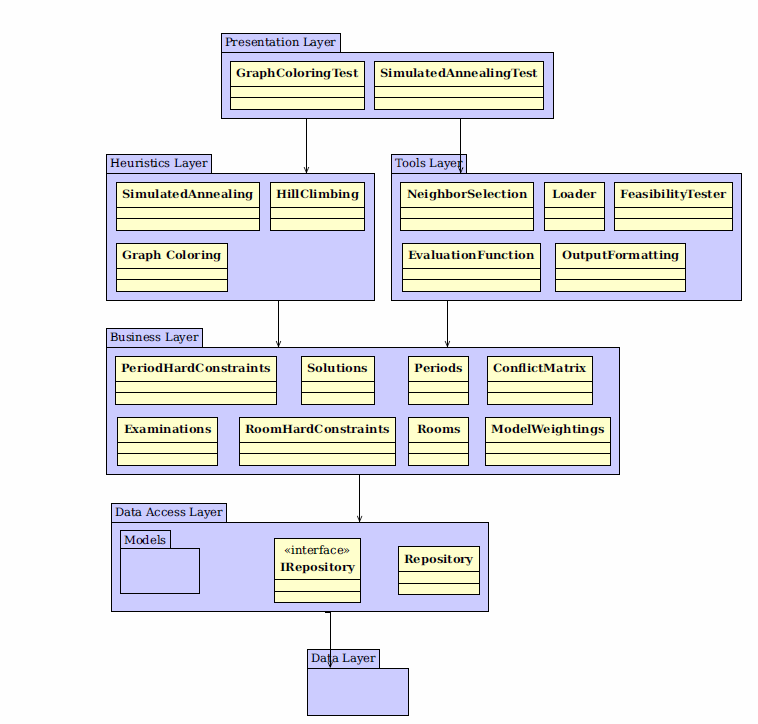 Presentation Layer
GraphColoringTest
SimulatedAnnealingTest
Heuristics Layer
SimulatedAnnealing
HillClimbing
Graph Coloring
Tools Layer
NeighborSelection
Loader
FeasibilityTester
EvaluationFunction
OutputFormatting
Business Layer
PeriodHardConstraints
Solutions
Periods
ConflictMatrix
Examinations
RoomHardConstraints
Rooms
ModelWeightings
Data Access Layer
Models
«interface»
IRepository
Repository
Data Layer